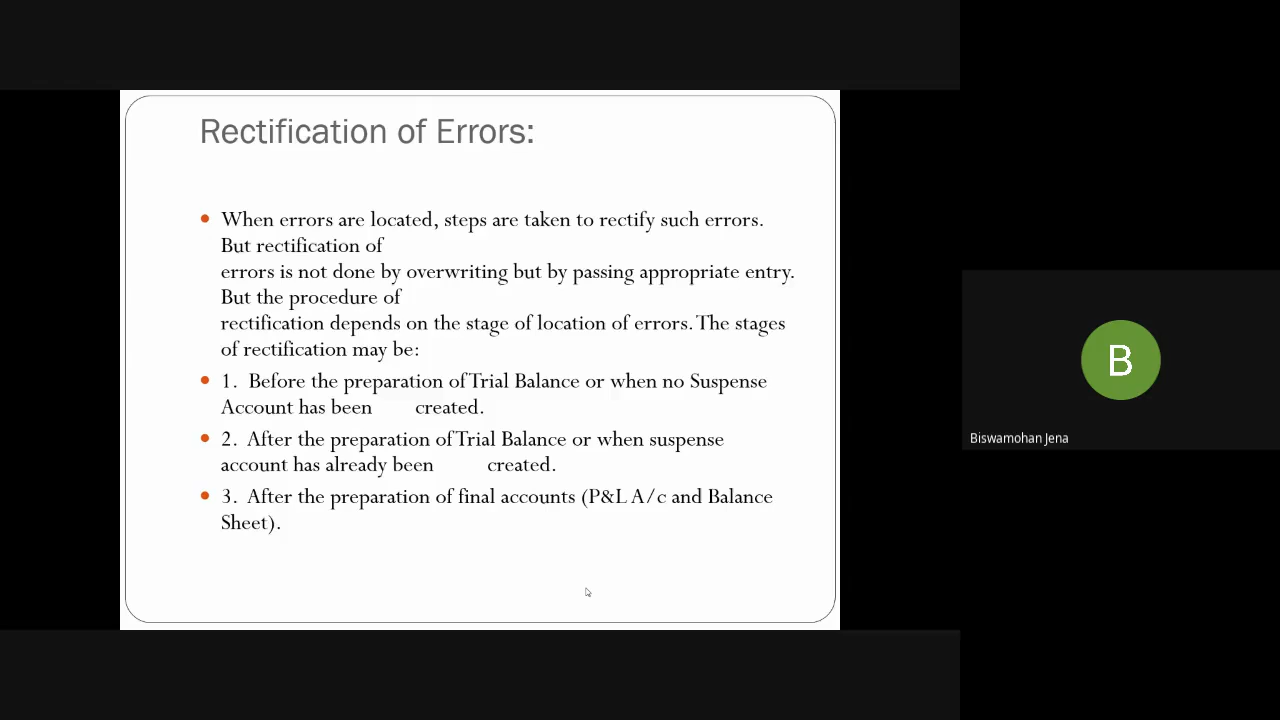 Rectification of Errors:
• When errors are located, steps are taken to rectify such errors.
But rectification of
errors is not done by overwriting but by passing appropriate entry.
But the procedure of
rectification depends on the stage of location of errors. The stages
of rectification may be:
• 1. Before the preparation of Trial Balance or when no Suspense
Account has been created.
• 2. After the preparation of Trial Balance or when suspense
account has already been created.
• 3. After the preparation of final accounts (P&L A/c and Balance
Sheet).
B
Biswamohan Jena